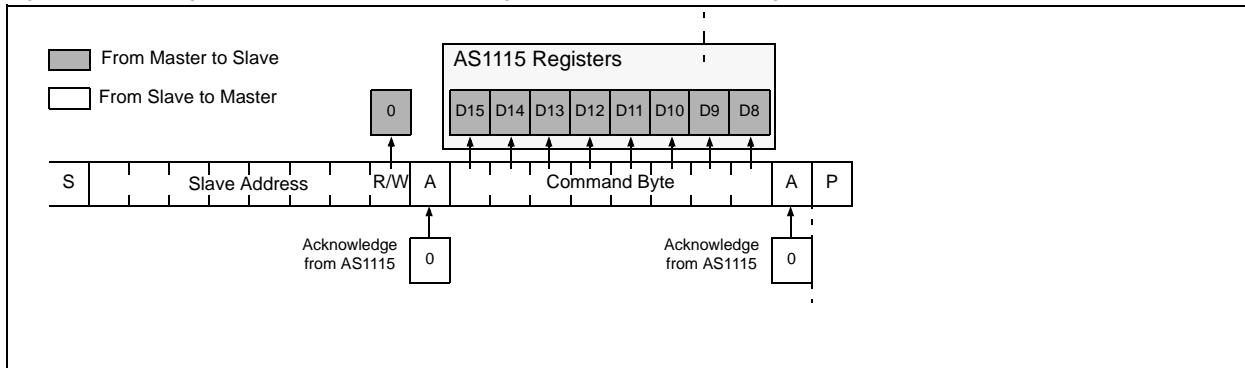 From Master to Slave
From Slave to Master
AS1115 Registers
0
D15 D14 D13 D12 D11 D10 D9 D8
S Slave Address R/W A Command Byte A P
Acknowledge
from AS1115
0
Acknowledge
from AS1115
0